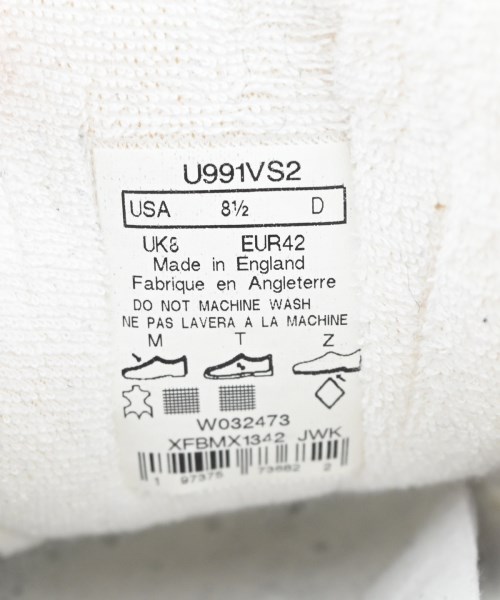 U991VS2
USA 8½ D
UK8 EUR42
Made in England
Fabrique en Angleterre
DO NOT MACHINE WASH
NE PAS LAVERA A LA MACHINE
M T Z
W032473
XFBMX1342 JWK
1 97375 73882 2